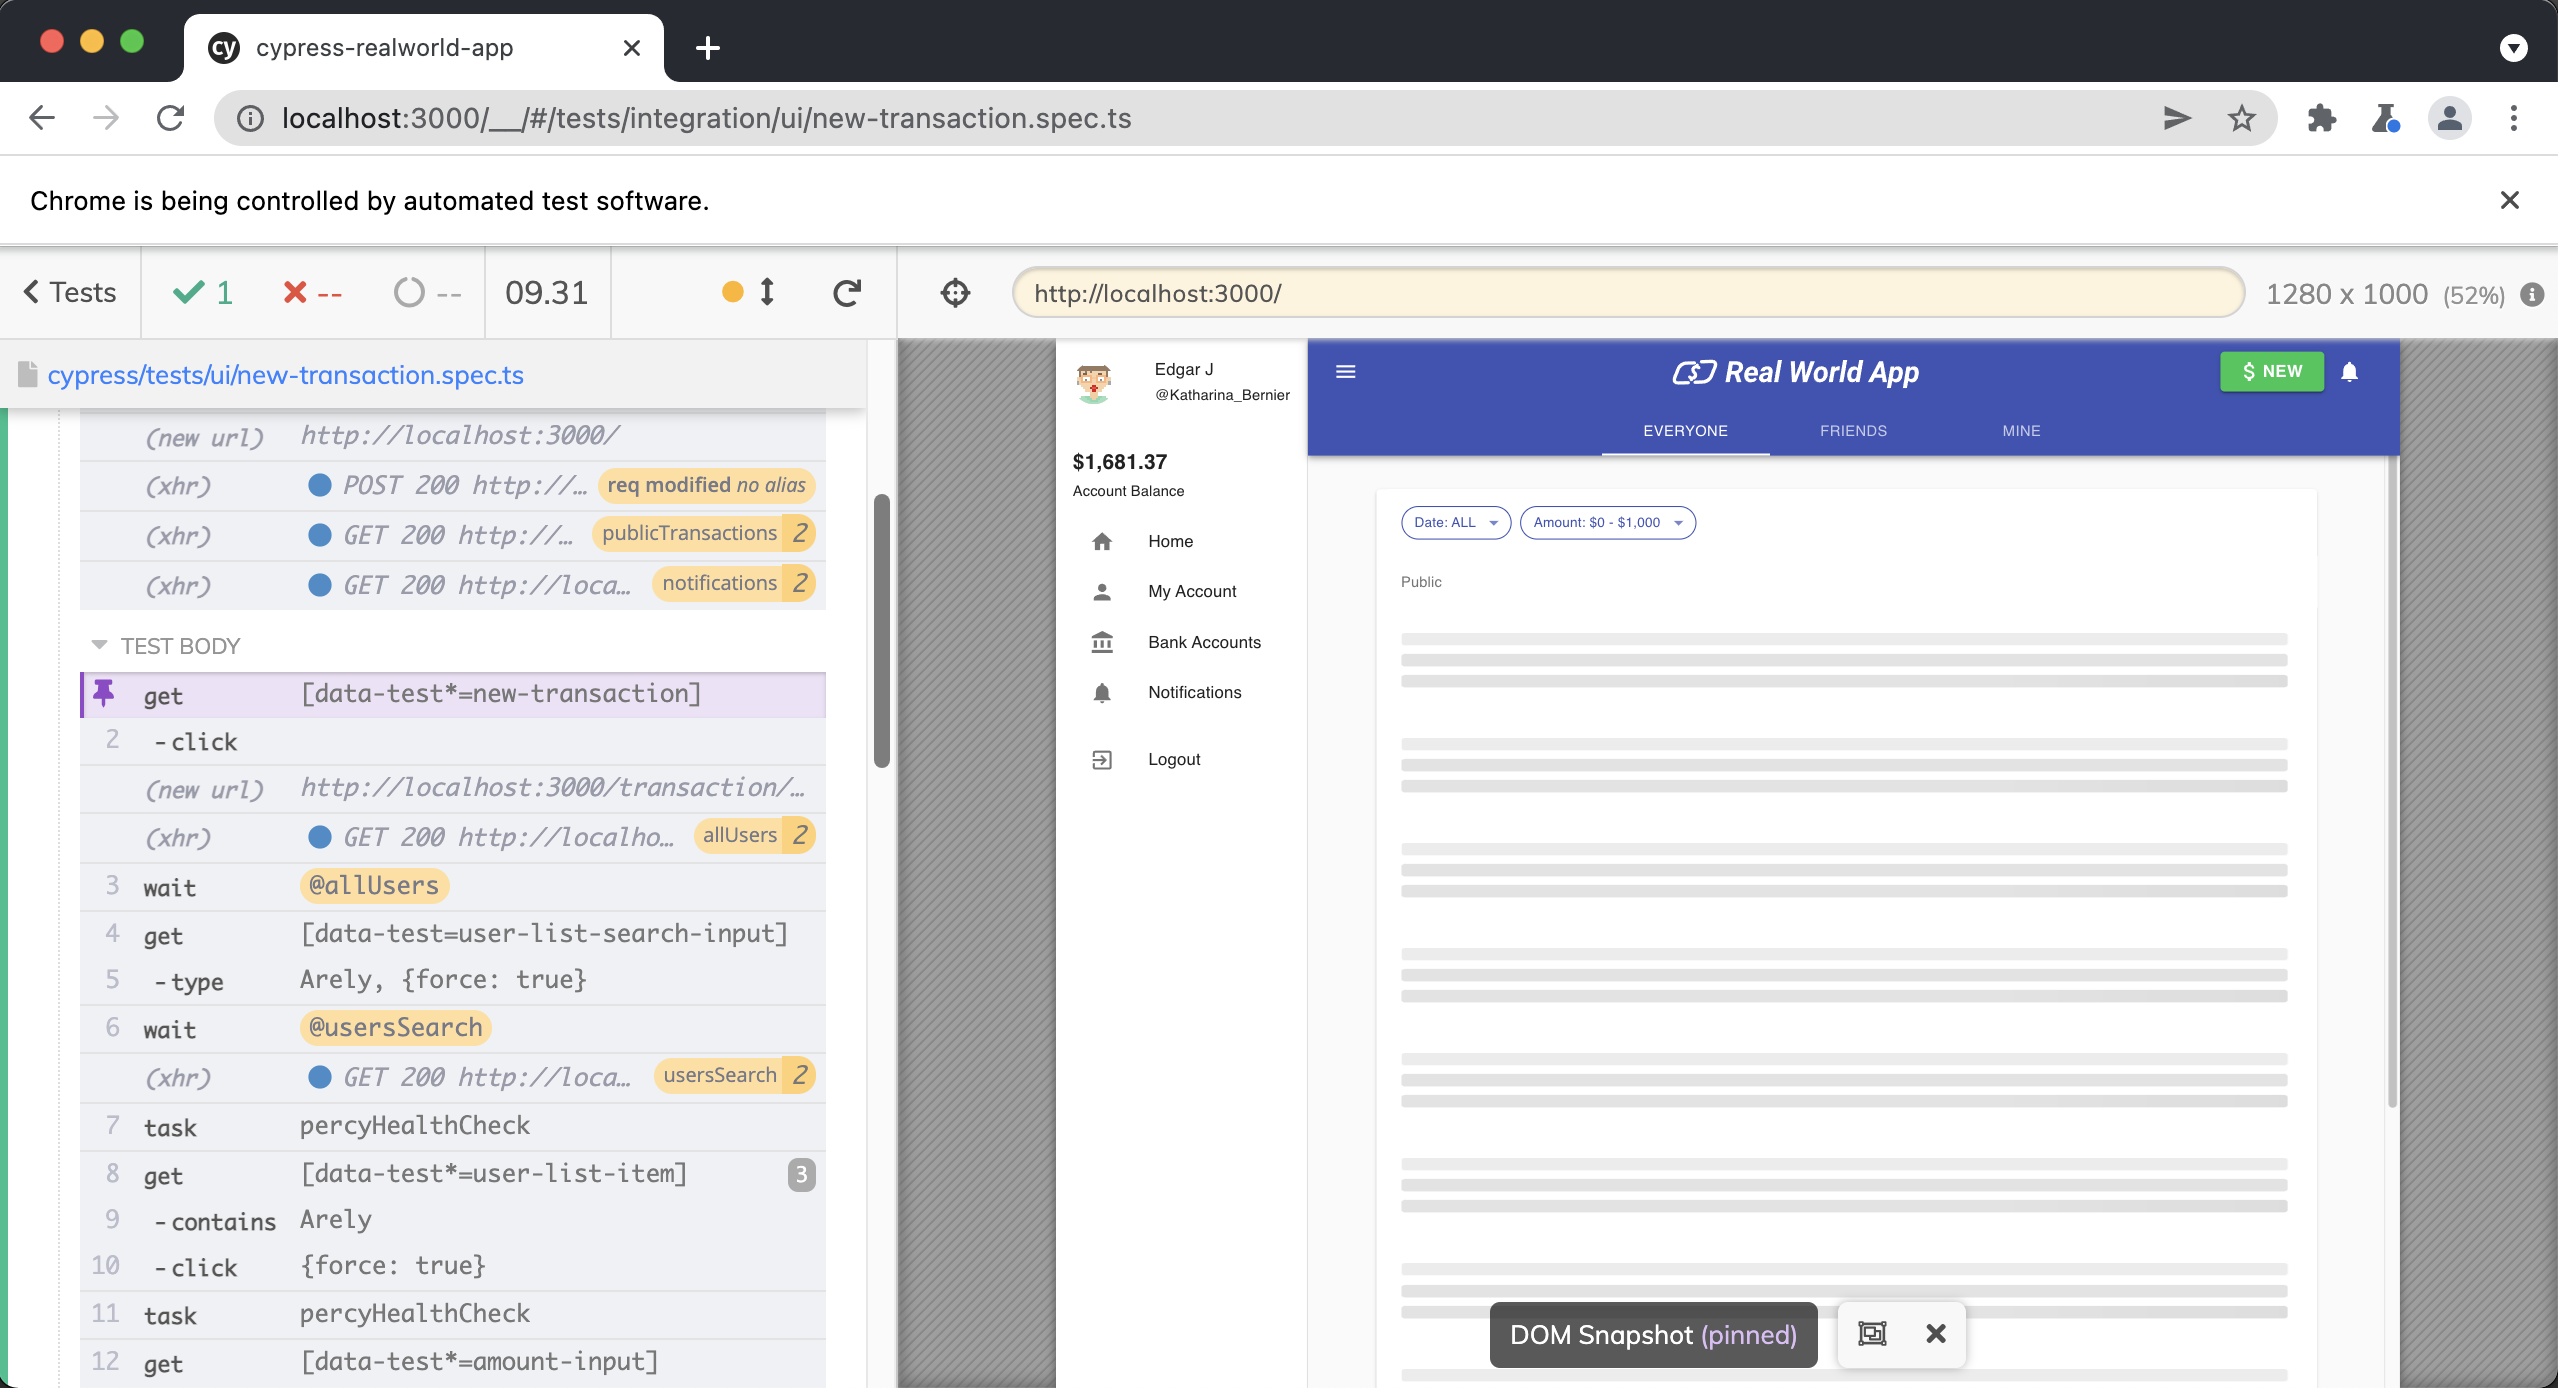 cy cypress-realworld-app
localhost:3000/__/#/tests/integration/ui/new-transaction.spec.ts
Chrome is being controlled by automated test software.
Tests 1 -- -- 09.31
http://localhost:3000/ 1280 x 1000 (52%)
cypress/tests/ui/new-transaction.spec.ts
(new url) http://localhost:3000/
(xhr) POST 200 http://… req modified no alias
(xhr) GET 200 http://… publicTransactions 2
(xhr) GET 200 http://loca… notifications 2
TEST BODY
get [data-test*=new-transaction]
2 -click
(new url) http://localhost:3000/transaction/…
(xhr) GET 200 http://localho… allUsers 2
3 wait @allUsers
4 get [data-test=user-list-search-input]
5 -type Arely, {force: true}
6 wait @usersSearch
(xhr) GET 200 http://loca… usersSearch 2
7 task percyHealthCheck
8 get [data-test*=user-list-item] 3
9 -contains Arely
10 -click {force: true}
11 task percyHealthCheck
12 get [data-test*=amount-input]
Edgar J
@Katharina_Bernier
$1,681.37
Account Balance
Home
My Account
Bank Accounts
Notifications
Logout
Real World App
$ NEW
EVERYONE FRIENDS MINE
Date: ALL Amount: $0 - $1,000
Public
DOM Snapshot (pinned)